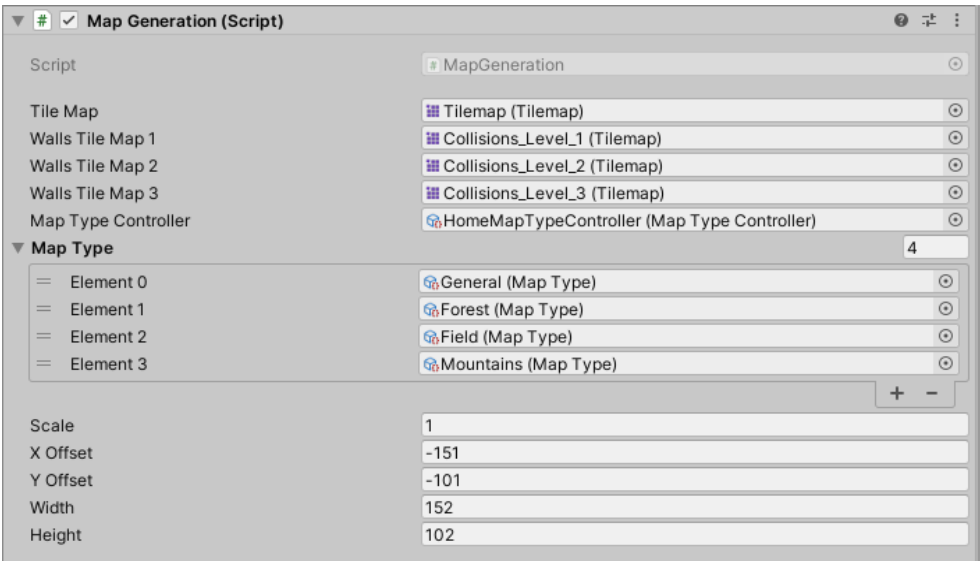 Map Generation (Script)
Script MapGeneration
Tile Map Tilemap (Tilemap)
Walls Tile Map 1 Collisions_Level_1 (Tilemap)
Walls Tile Map 2 Collisions_Level_2 (Tilemap)
Walls Tile Map 3 Collisions_Level_3 (Tilemap)
Map Type Controller HomeMapTypeController (Map Type Controller)
Map Type 4
Element 0 General (Map Type)
Element 1 Forest (Map Type)
Element 2 Field (Map Type)
Element 3 Mountains (Map Type)
Scale 1
X Offset -151
Y Offset -101
Width 152
Height 102